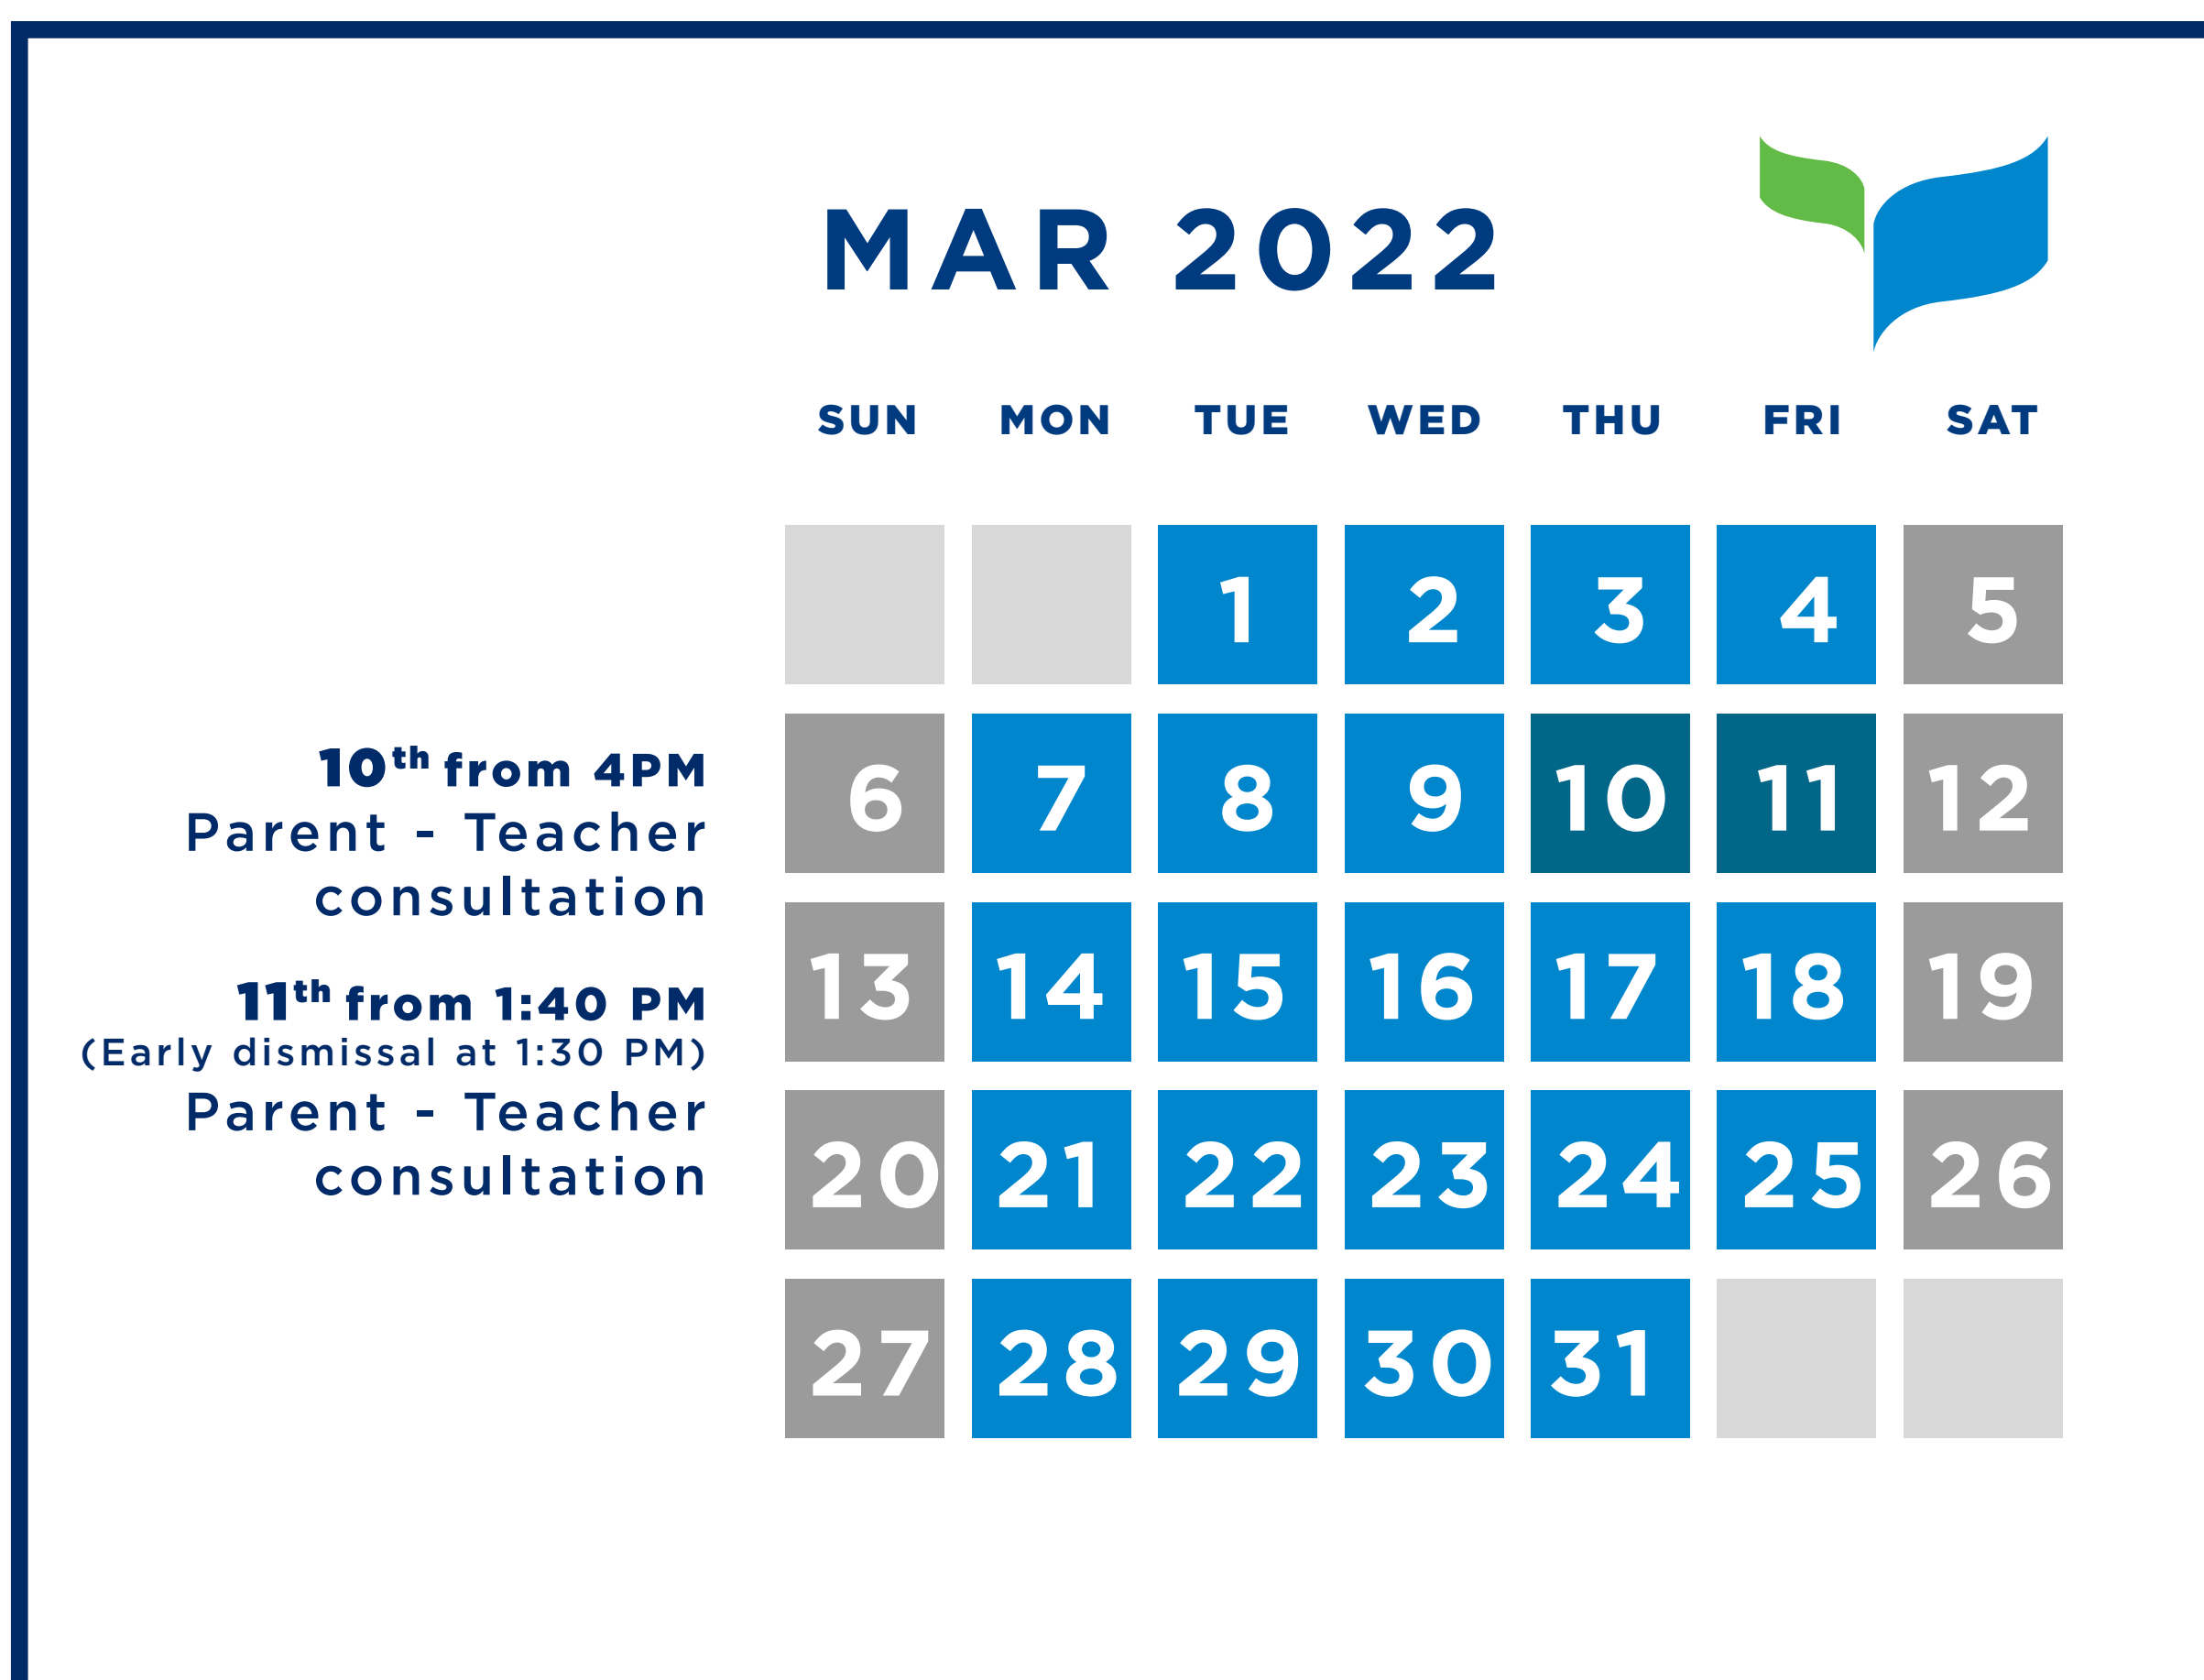 MAR 2022
SUN MON TUE WED THU FRI SAT
1 2 3 4 5
6 7 8 9 10 11 12
13 14 15 16 17 18 19
20 21 22 23 24 25 26
27 28 29 30 31
10th from 4PM
Parent - Teacher
consultation
11th from 1:40 PM
(Early dismissal at 1:30 PM)
Parent - Teacher
consultation